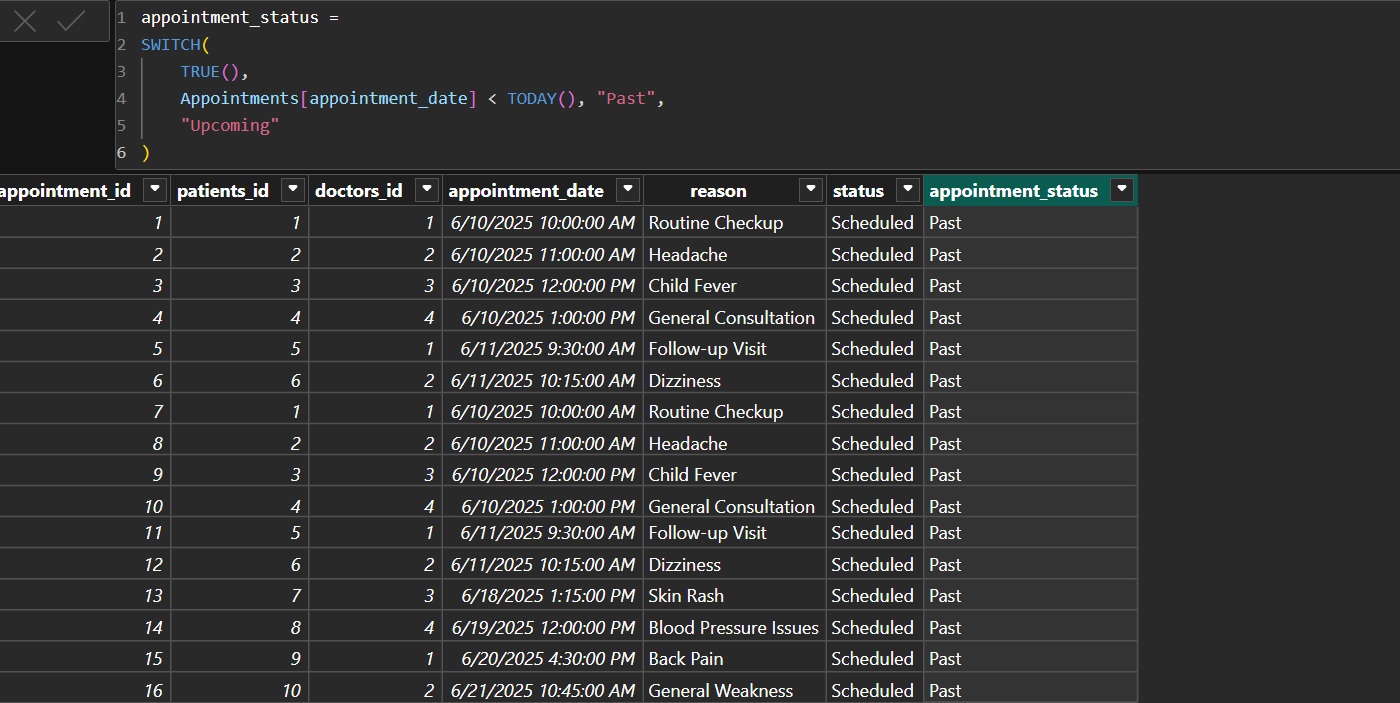 1 appointment_status =
2 SWITCH(
3 TRUE(),
4 Appointments[appointment_date] < TODAY(), "Past",
5 "Upcoming"
6 )
appointment_id patients_id doctors_id appointment_date reason status appointment_status
1 1 1 6/10/2025 10:00:00 AM Routine Checkup Scheduled Past
2 2 2 6/10/2025 11:00:00 AM Headache Scheduled Past
3 3 3 6/10/2025 12:00:00 PM Child Fever Scheduled Past
4 4 4 6/10/2025 1:00:00 PM General Consultation Scheduled Past
5 5 1 6/11/2025 9:30:00 AM Follow-up Visit Scheduled Past
6 6 2 6/11/2025 10:15:00 AM Dizziness Scheduled Past
7 1 1 6/10/2025 10:00:00 AM Routine Checkup Scheduled Past
8 2 2 6/10/2025 11:00:00 AM Headache Scheduled Past
9 3 3 6/10/2025 12:00:00 PM Child Fever Scheduled Past
10 4 4 6/10/2025 1:00:00 PM General Consultation Scheduled Past
11 5 1 6/11/2025 9:30:00 AM Follow-up Visit Scheduled Past
12 6 2 6/11/2025 10:15:00 AM Dizziness Scheduled Past
13 7 3 6/18/2025 1:15:00 PM Skin Rash Scheduled Past
14 8 4 6/19/2025 12:00:00 PM Blood Pressure Issues Scheduled Past
15 9 1 6/20/2025 4:30:00 PM Back Pain Scheduled Past
16 10 2 6/21/2025 10:45:00 AM General Weakness Scheduled Past